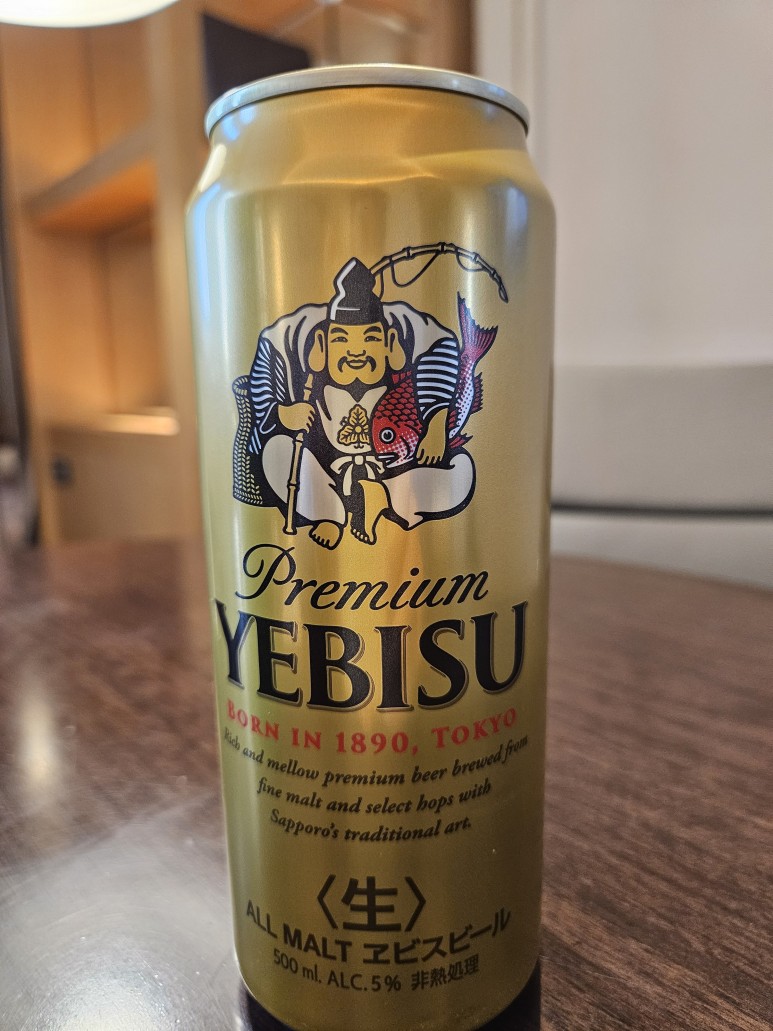 Premium
YEBISU
BORN IN 1890, TOKYO
Rich and mellow premium beer brewed from
fine malt and select hops with
Sapporo's traditional art.
〈生〉
ALL MALT ヱビスビール
500 ml. ALC.5% 非熱処理